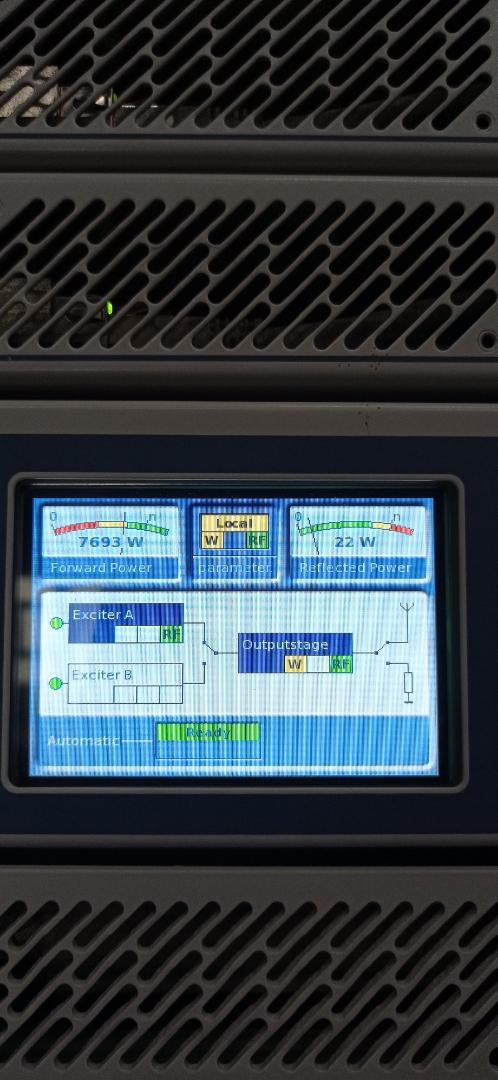 0 n
7693 W
Forward Power
Local
W RF
parameter.
0 n
22 W
Reflected Power
Exciter A
RF
Exciter B
Outputstage
W RF
Automatic
Ready